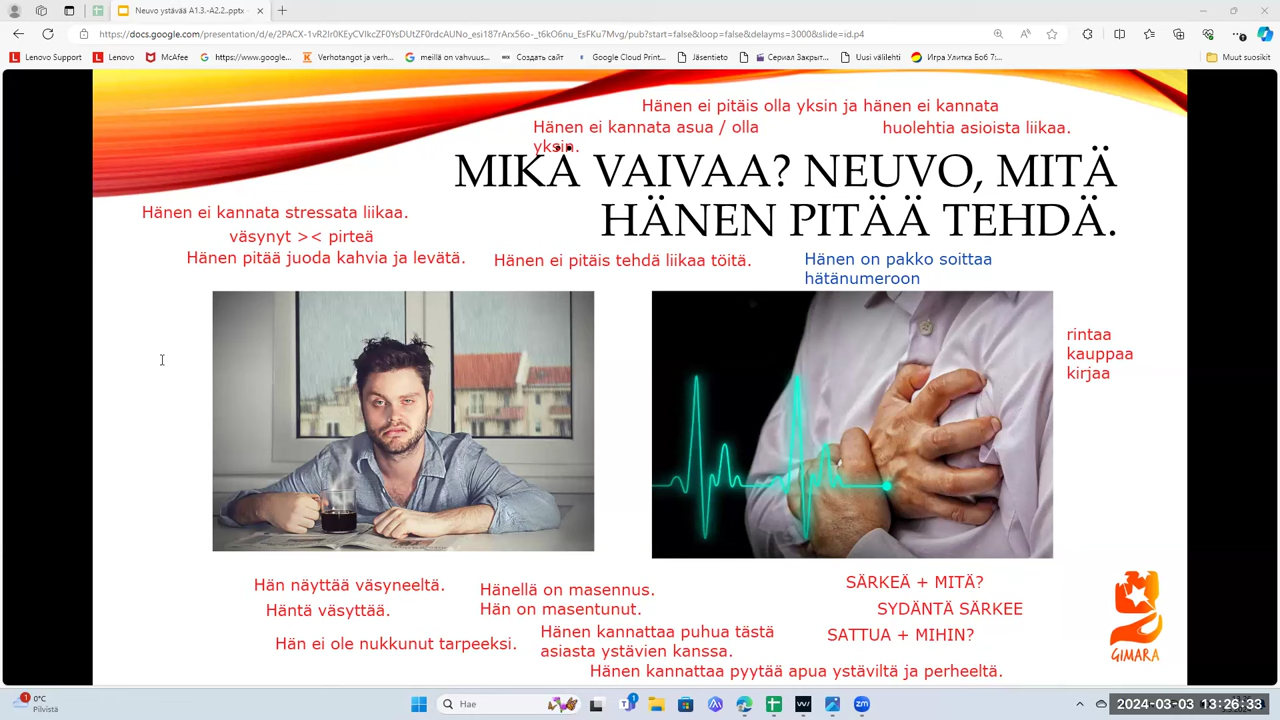 Neuvo ystävää A1.3.-A2.2..pptx
https://docs.google.com/presentation/d/e/2PACX-1vR2Ir0KEyCVIkcZF0YsDUtZF0rdcAUNo_esi187rArx56o-_t6kO6nu_EsFKu7Mvg/pub?start=false&loop=false&delayms=3000&slide=id.p4
Lenovo Support
Lenovo
McAfee
https://www.google...
Verhotangot ja verh...
meillä on vahvuus...
Создать сайт
Google Cloud Print...
Jäsentieto
Сериал Закрыт...
Uusi välilehti
Игра Улитка Боб 7:...
Muut suosikit
Hänen ei pitäis olla yksin ja hänen ei kannata
huolehtia asioista liikaa.
Hänen ei kannata asua / olla
yksin.
MIKÄ VAIVAA? NEUVO, MITÄ
HÄNEN PITÄÄ TEHDÄ.
Hänen ei kannata stressata liikaa.
väsynyt >< pirteä
Hänen pitää juoda kahvia ja levätä.
Hänen ei pitäis tehdä liikaa töitä.
Hänen on pakko soittaa
hätänumeroon
rintaa
kauppaa
kirjaa
Hän näyttää väsyneeltä.
Häntä väsyttää.
Hän ei ole nukkunut tarpeeksi.
Hänellä on masennus.
Hän on masentunut.
Hänen kannattaa puhua tästä
asiasta ystävien kanssa.
Hänen kannattaa pyytää apua ystäviltä ja perheeltä.
SÄRKEÄ + MITÄ?
SYDÄNTÄ SÄRKEE
SATTUA + MIHIN?
GIMARA
0°C
Pilvistä
Hae
2024-03-03 13:26:33